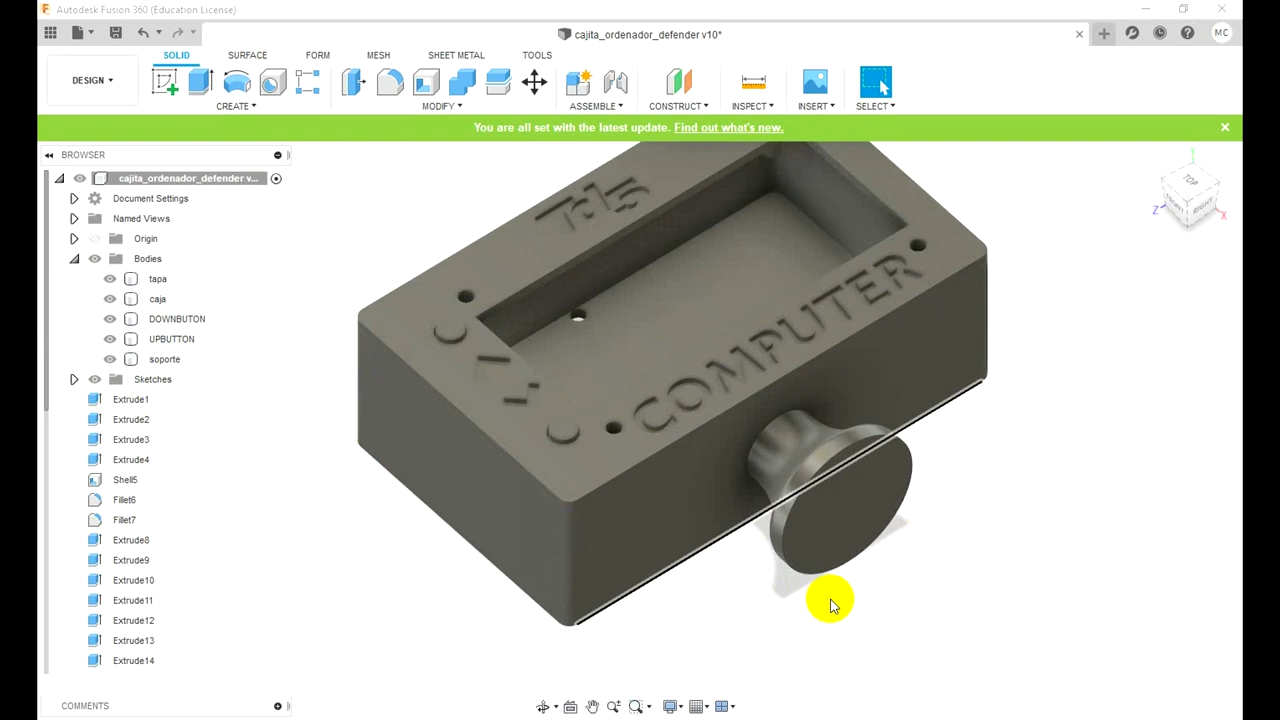 Autodesk Fusion 360 (Education License)
cajita_ordenador_defender v10*
MC
DESIGN
SOLID SURFACE FORM MESH SHEET METAL TOOLS
CREATE MODIFY ASSEMBLE CONSTRUCT INSPECT INSERT SELECT
You are all set with the latest update. Find out what's new.
BROWSER
cajita_ordenador_defender v...
Document Settings
Named Views
Origin
Bodies
tapa
caja
DOWNBUTON
UPBUTTON
soporte
Sketches
Extrude1
Extrude2
Extrude3
Extrude4
Shell5
Fillet6
Fillet7
Extrude8
Extrude9
Extrude10
Extrude11
Extrude12
Extrude13
Extrude14
COMMENTS
TOP
FRONT
RIGHT
Z
X
Y
COMPUTER